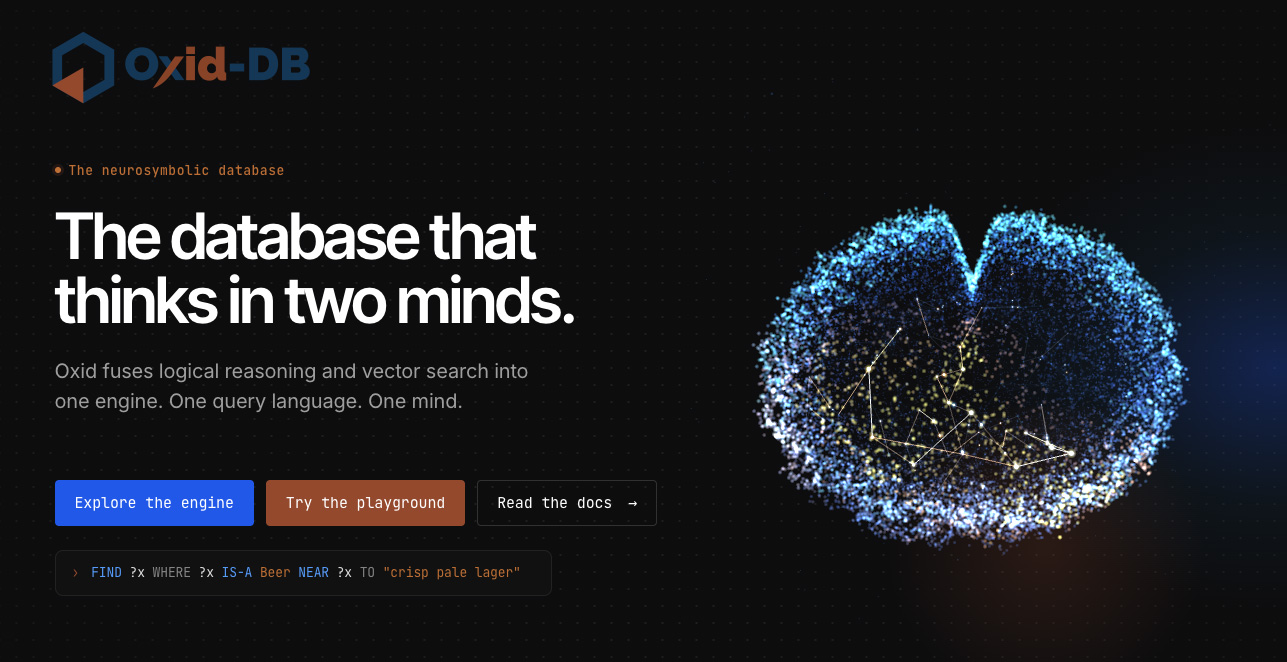 Oxid-DB
The neurosymbolic database
The database that
thinks in two minds.
Oxid fuses logical reasoning and vector search into
one engine. One query language. One mind.
Explore the engine
Try the playground
Read the docs →
› FIND ?x WHERE ?x IS-A Beer NEAR ?x TO "crisp pale lager"